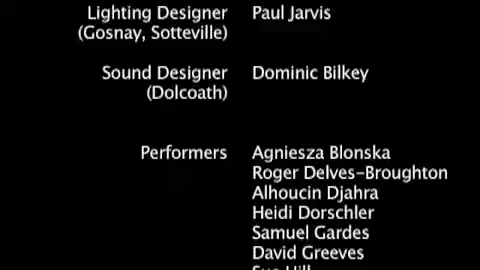 Lighting Designer Paul Jarvis
(Gosnay, Sotteville)
Sound Designer Dominic Bilkey
(Dolcoath)
Performers Agniesza Blonska
Roger Delves-Broughton
Alhoucin Djahra
Heidi Dorschler
Samuel Gardes
David Greeves